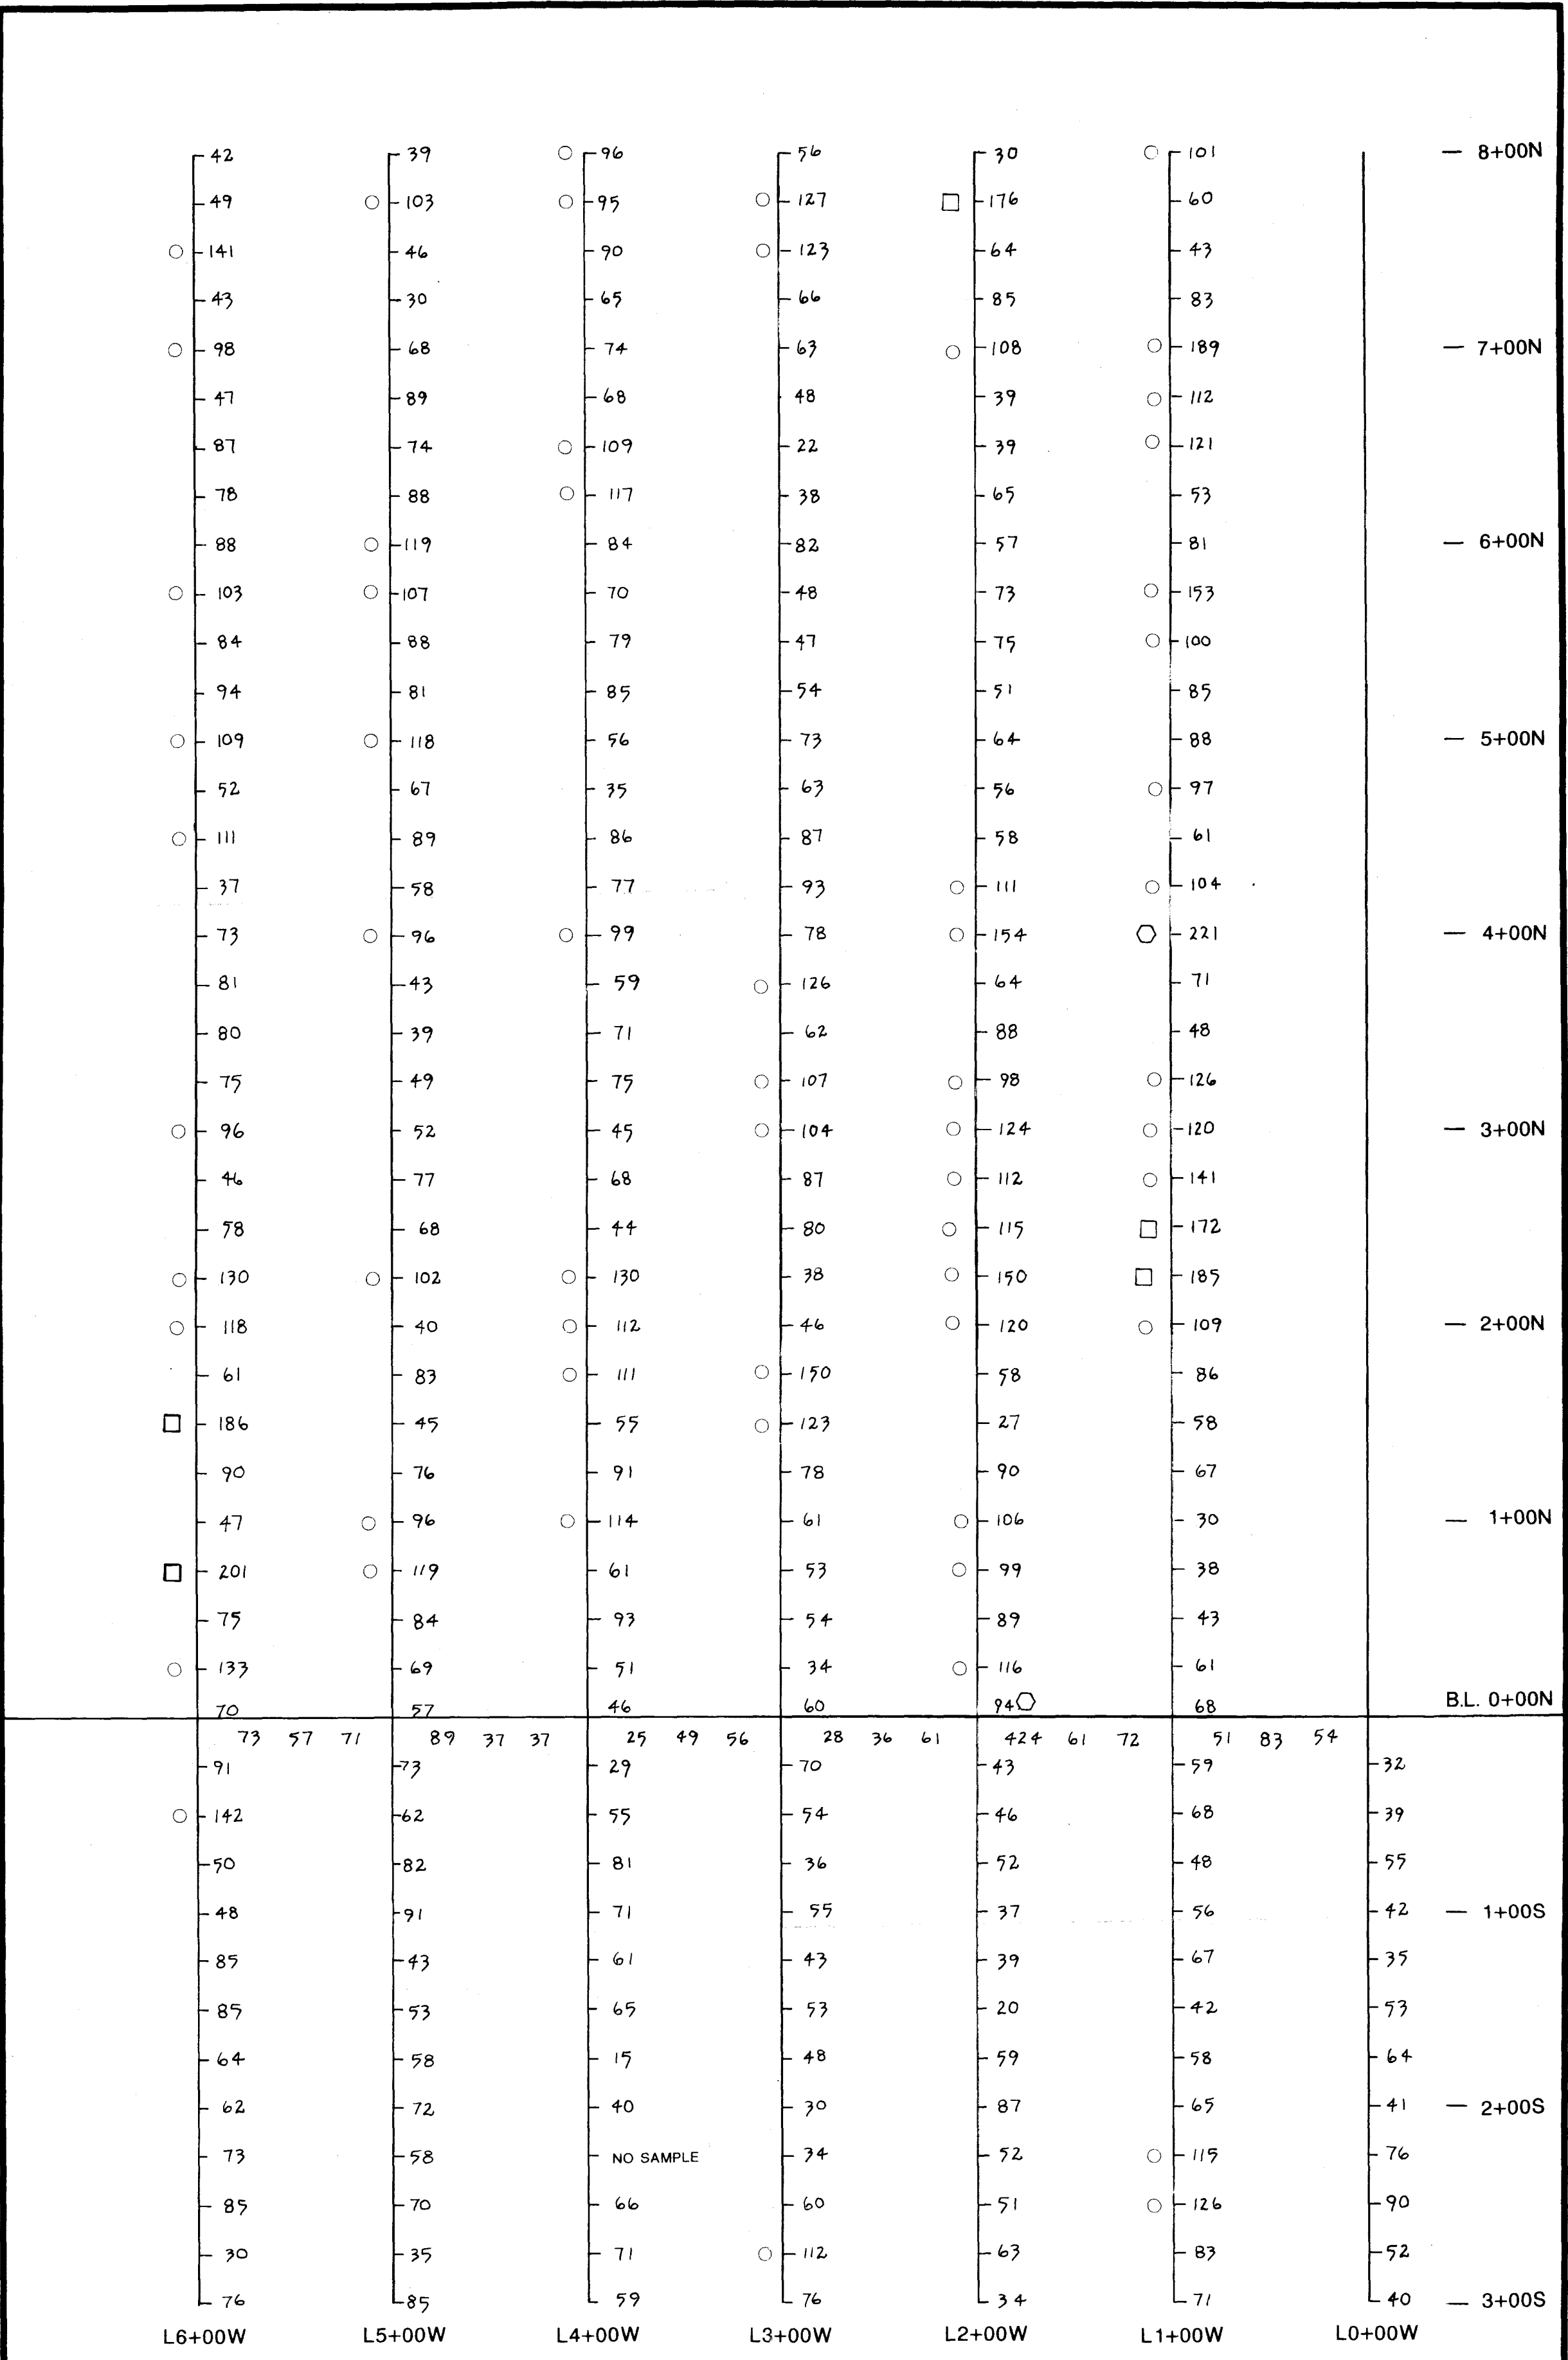 42 39 96 56 30 101 — 8+00N
49 103 95 127 176 60
141 46 90 123 64 43
43 30 65 66 85 83
98 68 74 63 108 189 — 7+00N
47 89 68 48 39 112
87 74 109 22 39 121
78 88 117 38 65 53
88 119 84 82 57 81 — 6+00N
103 107 70 48 73 153
84 88 79 47 75 100
94 81 85 54 51 85
109 118 56 73 64 88 — 5+00N
52 67 35 63 56 97
111 89 86 87 58 61
37 58 77 93 111 104
73 96 99 78 154 221 — 4+00N
81 43 59 126 64 71
80 39 71 62 88 48
75 49 75 107 98 126
96 52 45 104 124 120 — 3+00N
46 77 68 87 112 141
78 68 44 80 115 172
130 102 130 38 150 185
118 40 112 46 120 109 — 2+00N
61 83 111 150 58 86
186 45 55 123 27 58
90 76 91 78 90 67
47 96 114 61 106 30 — 1+00N
201 119 61 53 99 38
75 84 93 54 89 43
133 69 51 34 116 61
70 57 46 60 94 68 B.L. 0+00N
73 57 71 89 37 37 25 49 56 28 36 61 424 61 72 51 83 54
91 73 29 70 43 59 32
142 62 55 54 46 68 39
50 82 81 36 52 48 55
48 91 71 55 37 56 42 — 1+00S
85 43 61 43 39 67 35
85 53 65 53 20 42 53
64 58 15 48 59 58 64
62 72 40 30 87 65 41 — 2+00S
73 58 NO SAMPLE 34 52 115 76
85 70 66 60 51 126 90
30 35 71 112 63 83 52
76 85 59 76 34 71 40 — 3+00S
L6+00W L5+00W L4+00W L3+00W L2+00W L1+00W L0+00W